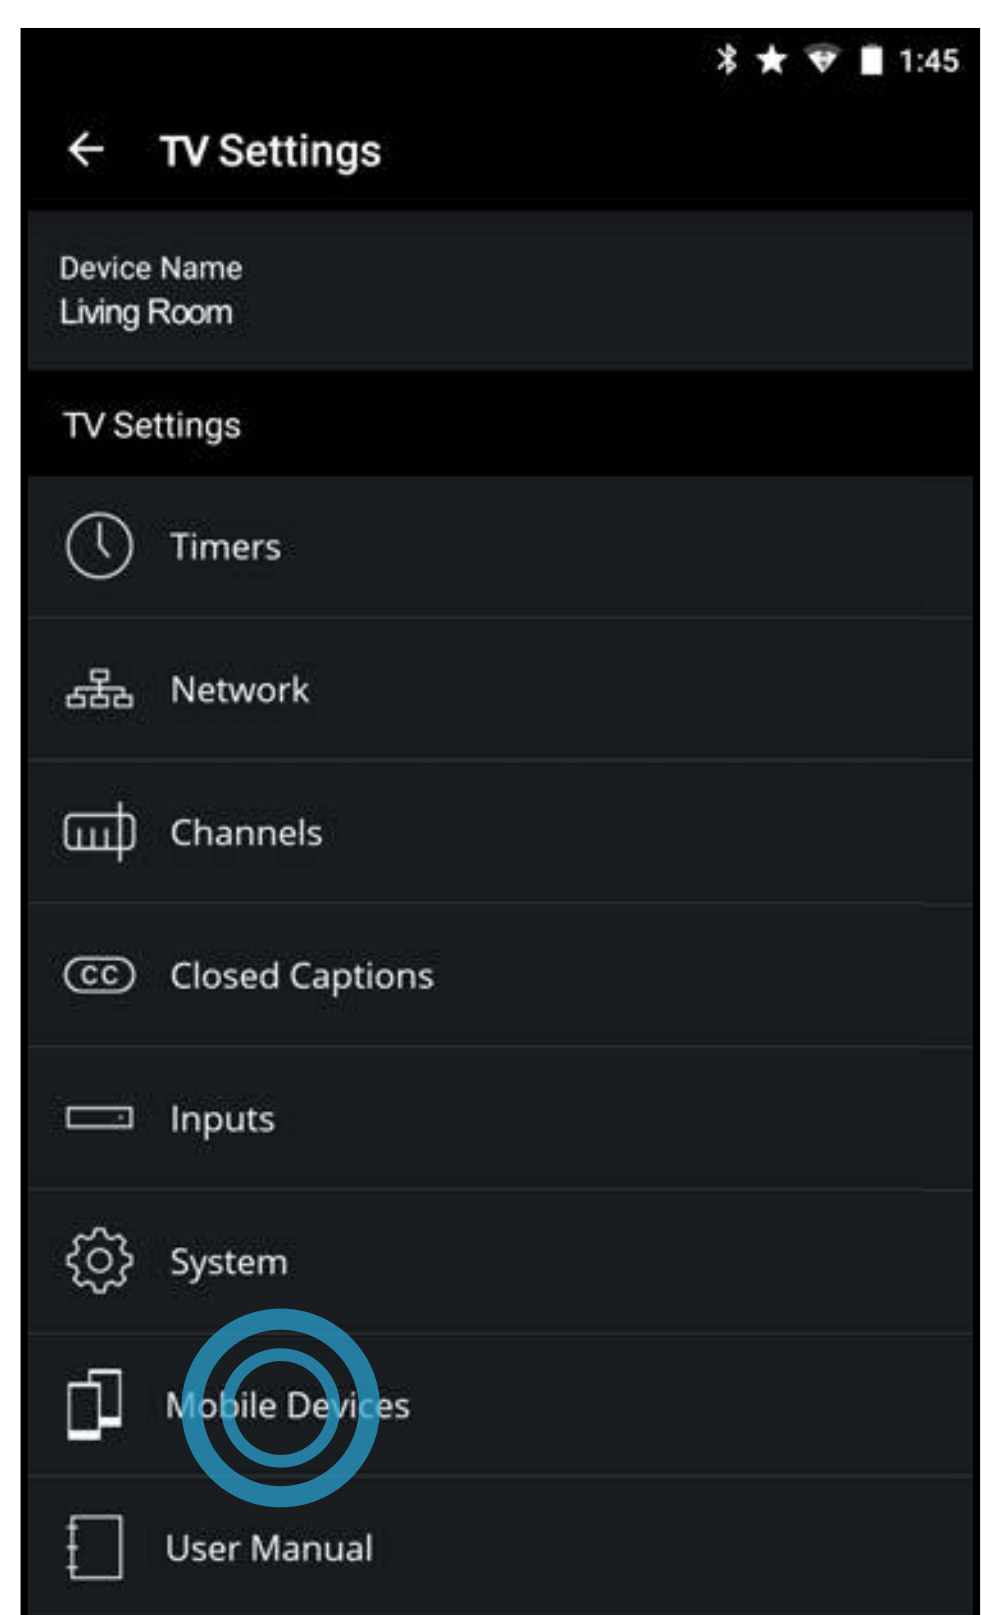 1:45
TV Settings
Device Name
Living Room
TV Settings
Timers
Network
Channels
CC Closed Captions
Inputs
System
Mobile Devices
User Manual